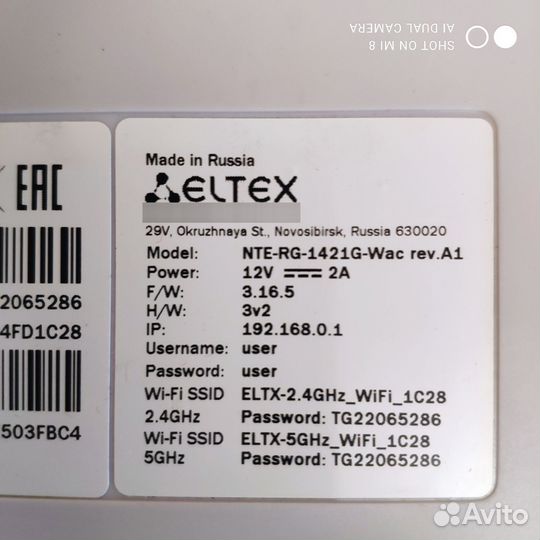 SHOT ON MI 8
AI DUAL CAMERA
EAC
2065286
4FD1C28
503FBC4
Made in Russia
ELTEX
29V, Okruzhnaya St., Novosibirsk, Russia 630020
Model: NTE-RG-1421G-Wac rev.A1
Power: 12V 2A
F/W: 3.16.5
H/W: 3v2
IP: 192.168.0.1
Username: user
Password: user
Wi-Fi SSID ELTX-2.4GHz_WiFi_1C28
2.4GHz Password: TG22065286
Wi-Fi SSID ELTX-5GHz_WiFi_1C28
5GHz Password: TG22065286
Avito